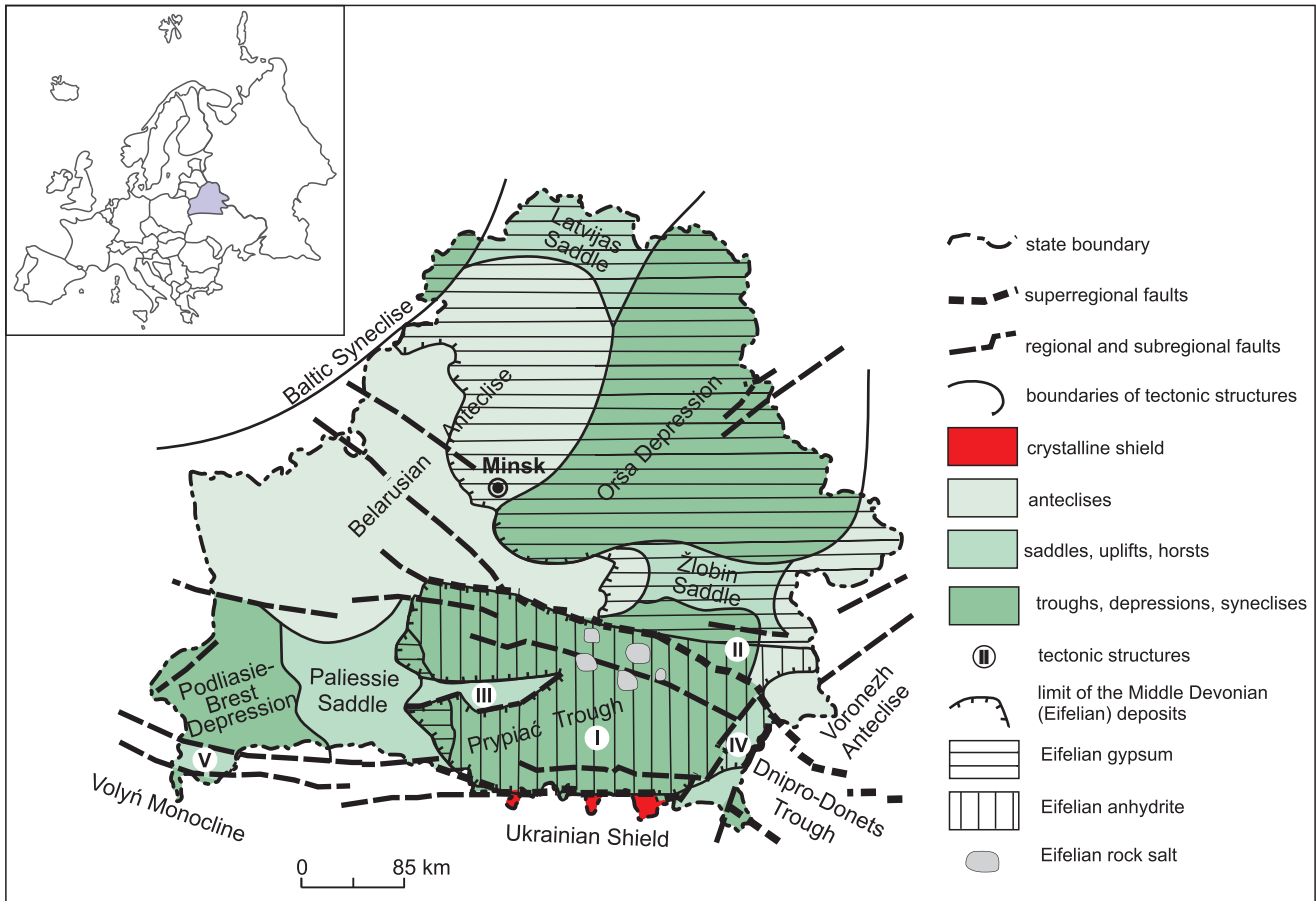 Latvijas
Saddle
Baltic Syneclise
Anteclise
Belarusian
Minsk
Orša Depression
Žlobin
Saddle
II
Podliasie-
Brest
Depression
Paliessie
Saddle
III
Prypiać Trough
I
IV
V
Voronezh
Anteclise
Dnipro-Donets
Trough
Volyń Monocline
Ukrainian Shield
0 85 km
state boundary
superregional faults
regional and subregional faults
boundaries of tectonic structures
crystalline shield
anteclises
saddles, uplifts, horsts
troughs, depressions, syneclises
II tectonic structures
limit of the Middle Devonian
(Eifelian) deposits
Eifelian gypsum
Eifelian anhydrite
Eifelian rock salt